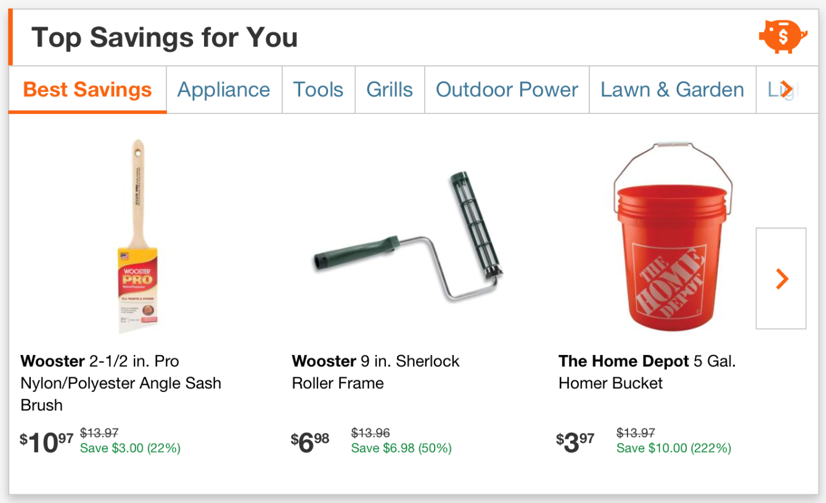 Top Savings for You
$
Best Savings
Appliance
Tools
Grills
Outdoor Power
Lawn & Garden
WOOSTER
PRO
THE
HOME
DEPOT
Wooster 2-1/2 in. Pro
Nylon/Polyester Angle Sash
Brush
$10 97
$13.97
Save $3.00 (22%)
Wooster 9 in. Sherlock
Roller Frame
$6 98
$13.96
Save $6.98 (50%)
The Home Depot 5 Gal.
Homer Bucket
$3 97
$13.97
Save $10.00 (222%)